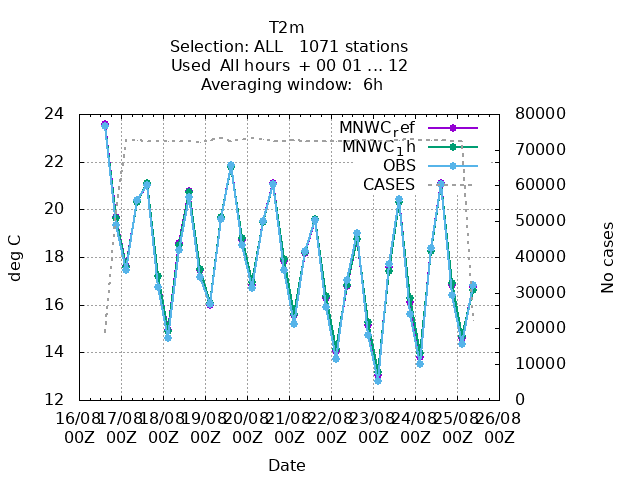 T2m
Selection: ALL   1071 stations
Used  All hours  + 00 01 ... 12
Averaging window:  6h
24
22
20
18
16
14
12
deg C
80000
70000
60000
50000
40000
30000
20000
10000
0
No cases
MNWC_ref
MNWC_1h
OBS
CASES
16/08 17/08 18/08 19/08 20/08 21/08 22/08 23/08 24/08 25/08 26/08
00Z 00Z 00Z 00Z 00Z 00Z 00Z 00Z 00Z 00Z 00Z
Date